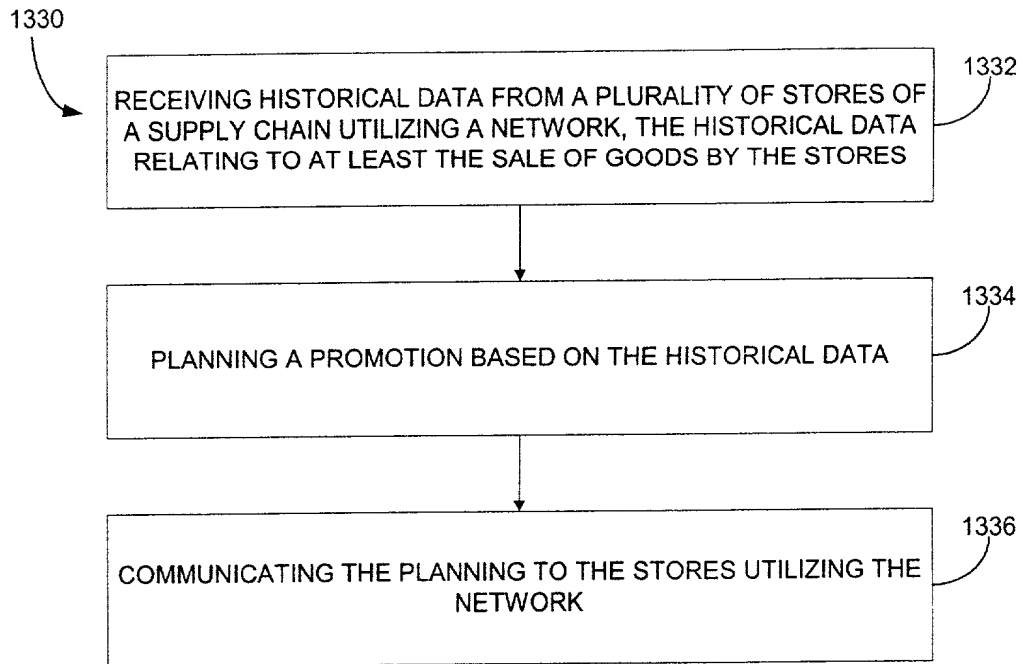 1330
1332
RECEIVING HISTORICAL DATA FROM A PLURALITY OF STORES OF
A SUPPLY CHAIN UTILIZING A NETWORK, THE HISTORICAL DATA
RELATING TO AT LEAST THE SALE OF GOODS BY THE STORES
1334
PLANNING A PROMOTION BASED ON THE HISTORICAL DATA
1336
COMMUNICATING THE PLANNING TO THE STORES UTILIZING THE
NETWORK